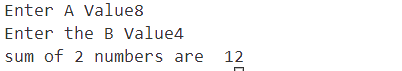 Enter A Value8
Enter the B Value4
sum of 2 numbers are  12